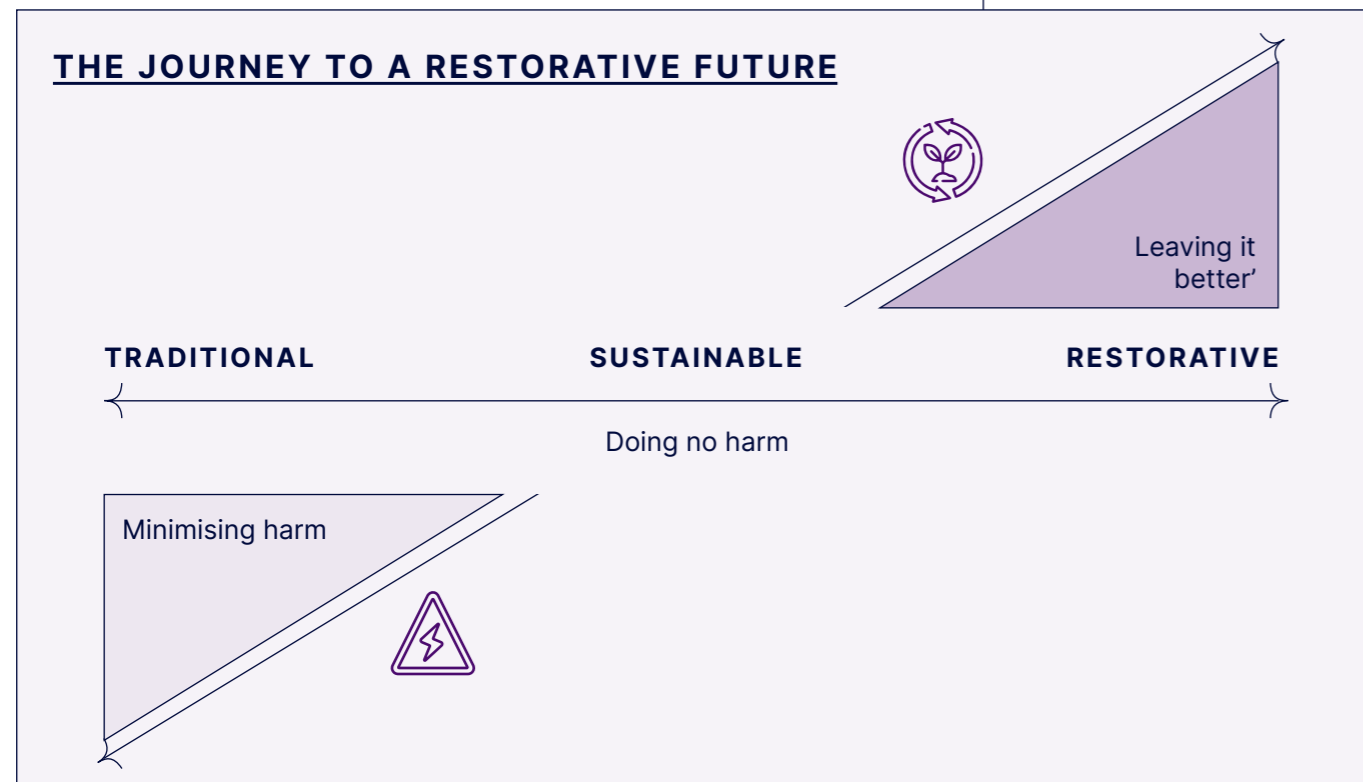 THE JOURNEY TO A RESTORATIVE FUTURE
Leaving it
better’
TRADITIONAL
SUSTAINABLE
RESTORATIVE
Doing no harm
Minimising harm